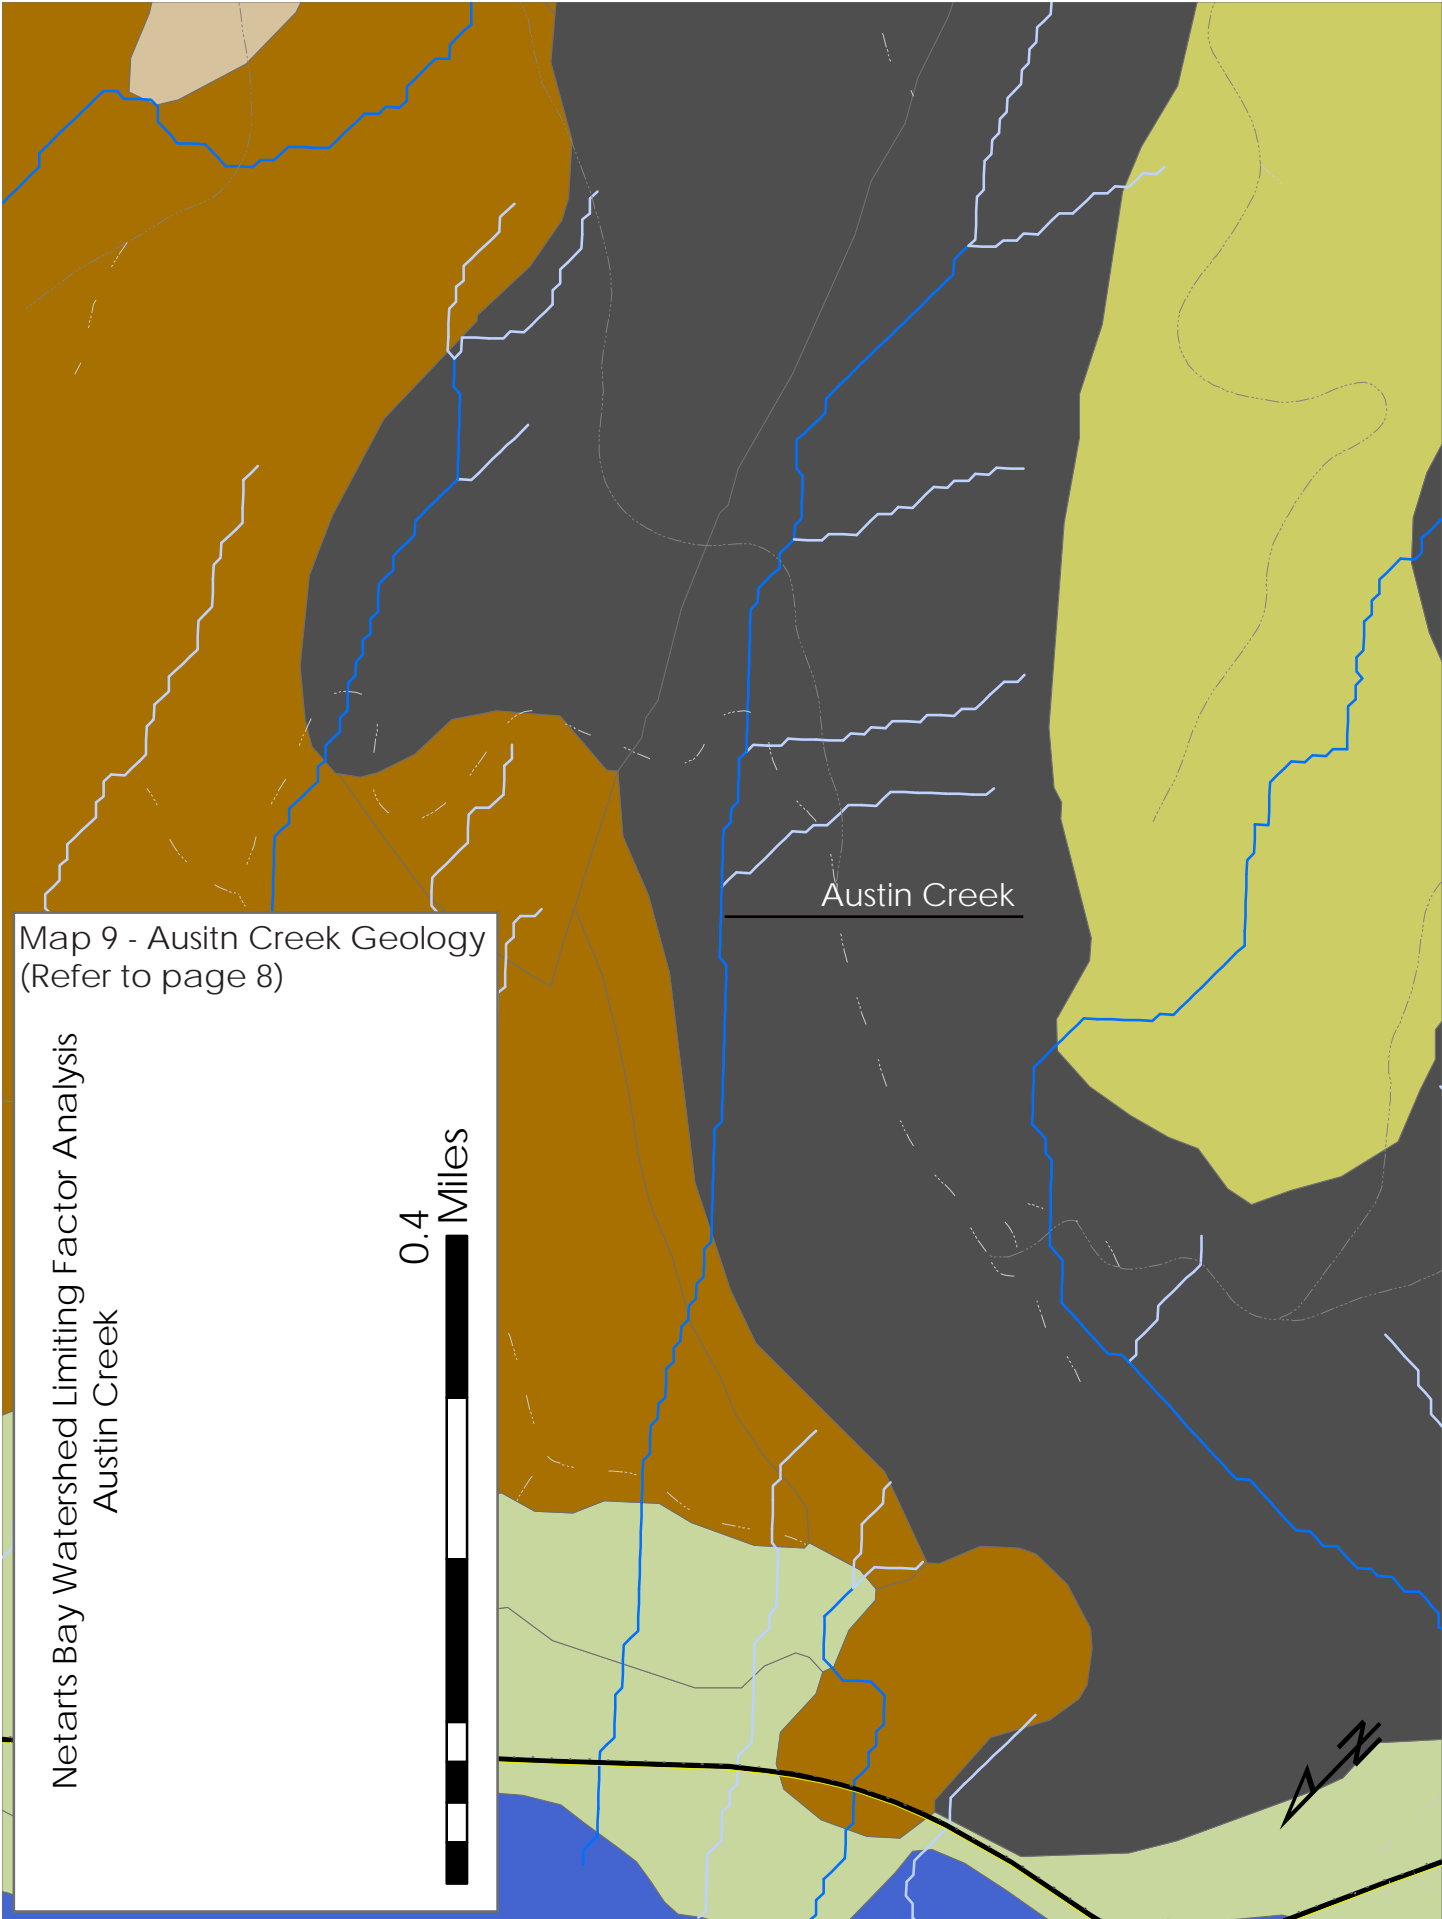 Austin Creek
Map 9 - Ausitn Creek Geology
(Refer to page 8)
Netarts Bay Watershed Limiting Factor Analysis
Austin Creek
0.4
Miles
N